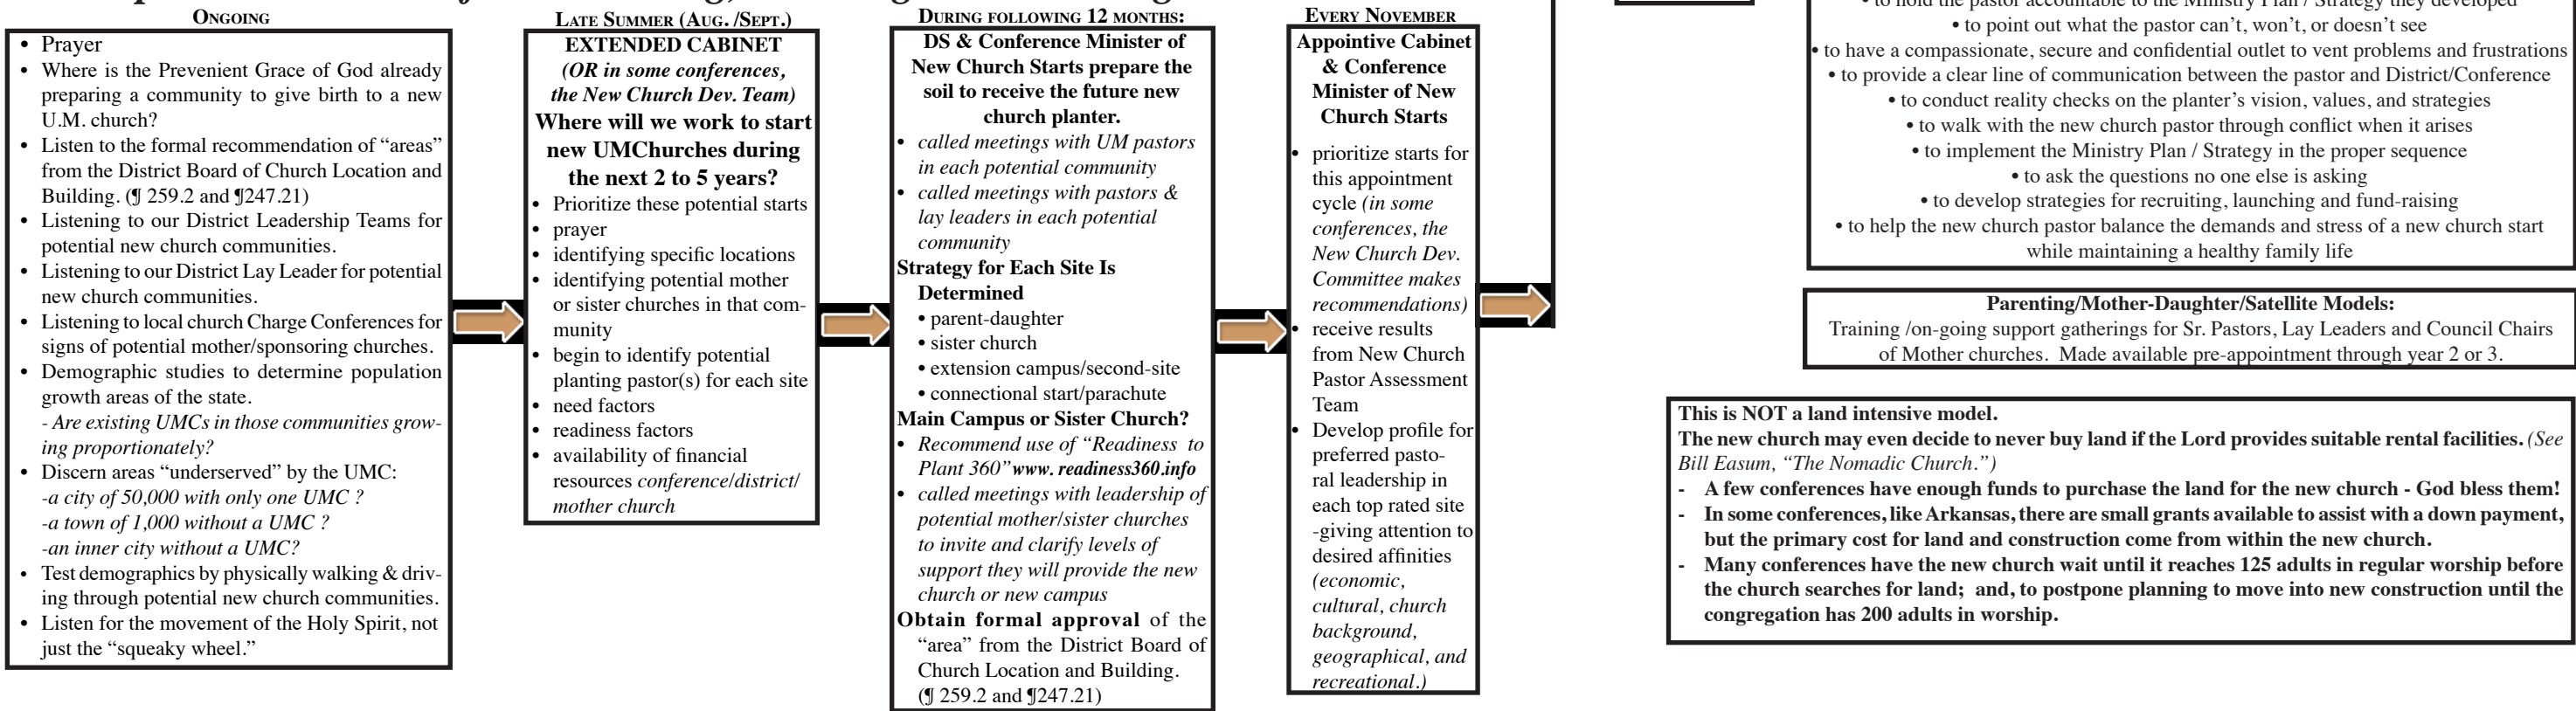 ONGOING
• Prayer
• Where is the Prevenient Grace of God already
preparing a community to give birth to a new
U.M. church?
• Listen to the formal recommendation of “areas”
from the District Board of Church Location and
Building. (¶ 259.2 and ¶247.21)
• Listening to our District Leadership Teams for
potential new church communities.
• Listening to our District Lay Leader for potential
new church communities.
• Listening to local church Charge Conferences for
signs of potential mother/sponsoring churches.
• Demographic studies to determine population
growth areas of the state.
- Are existing UMCs in those communities grow-
ing proportionately?
• Discern areas “underserved” by the UMC:
-a city of 50,000 with only one UMC ?
-a town of 1,000 without a UMC ?
-an inner city without a UMC?
• Test demographics by physically walking & driv-
ing through potential new church communities.
• Listen for the movement of the Holy Spirit, not
just the “squeaky wheel.”
LATE SUMMER (AUG. /SEPT.)
EXTENDED CABINET
(OR in some conferences,
the New Church Dev. Team)
Where will we work to start
new UMChurches during
the next 2 to 5 years?
• Prioritize these potential starts
• prayer
• identifying specific locations
• identifying potential mother
or sister churches in that com-
munity
• begin to identify potential
planting pastor(s) for each site
• need factors
• readiness factors
• availability of financial
resources conference/district/
mother church
DURING FOLLOWING 12 MONTHS:
DS & Conference Minister of
New Church Starts prepare the
soil to receive the future new
church planter.
• called meetings with UM pastors
in each potential community
• called meetings with pastors &
lay leaders in each potential
community
Strategy for Each Site Is
Determined
• parent-daughter
• sister church
• extension campus/second-site
• connectional start/parachute
Main Campus or Sister Church?
• Recommend use of “Readiness to
Plant 360”www. readiness360.info
• called meetings with leadership of
potential mother/sister churches
to invite and clarify levels of
support they will provide the new
church or new campus
Obtain formal approval of the
“area” from the District Board of
Church Location and Building.
(¶ 259.2 and ¶247.21)
EVERY NOVEMBER
Appointive Cabinet
& Conference
Minister of New
Church Starts
• prioritize starts for
this appointment
cycle (in some
conferences, the
New Church Dev.
Committee makes
recommendations)
• receive results
from New Church
Pastor Assessment
Team
• Develop profile for
preferred pasto-
ral leadership in
each top rated site
-giving attention to
desired affinities
(economic,
cultural, church
background,
geographical, and
recreational.)
• to hold the pastor accountable to the Ministry Plan / Strategy they developed
• to point out what the pastor can’t, won’t, or doesn’t see
• to have a compassionate, secure and confidential outlet to vent problems and frustrations
• to provide a clear line of communication between the pastor and District/Conference
• to conduct reality checks on the planter’s vision, values, and strategies
• to walk with the new church pastor through conflict when it arises
• to implement the Ministry Plan / Strategy in the proper sequence
• to ask the questions no one else is asking
• to develop strategies for recruiting, launching and fund-raising
• to help the new church pastor balance the demands and stress of a new church start
while maintaining a healthy family life
Parenting/Mother-Daughter/Satellite Models:
Training /on-going support gatherings for Sr. Pastors, Lay Leaders and Council Chairs
of Mother churches. Made available pre-appointment through year 2 or 3.
This is NOT a land intensive model.
The new church may even decide to never buy land if the Lord provides suitable rental facilities. (See
Bill Easum, “The Nomadic Church.”)
- A few conferences have enough funds to purchase the land for the new church - God bless them!
- In some conferences, like Arkansas, there are small grants available to assist with a down payment,
but the primary cost for land and construction come from within the new church.
- Many conferences have the new church wait until it reaches 125 adults in regular worship before
the church searches for land; and, to postpone planning to move into new construction until the
congregation has 200 adults in worship.